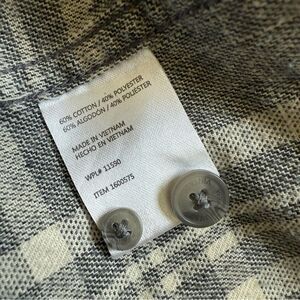 60% COTTON / 40% POLYESTER
60% ALGODON / 40% POLIESTER
MADE IN VIETNAM
HECHO EN VIETNAM
WPL# 11590
ITEM 1600575